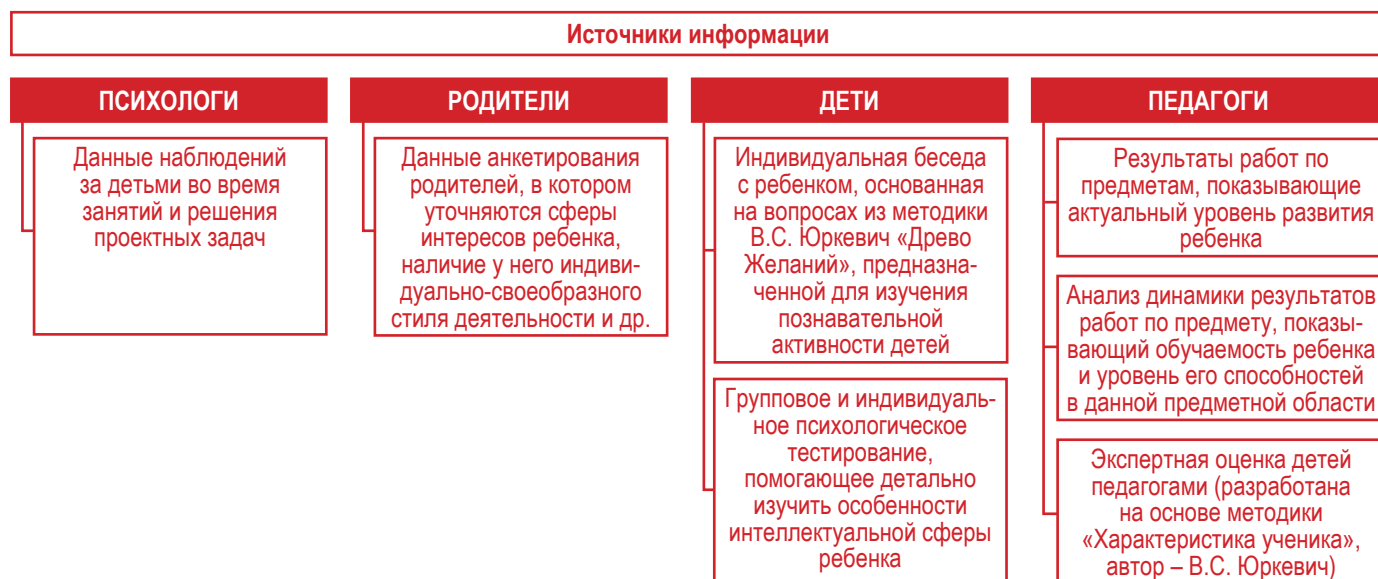 Источники информации
ПСИХОЛОГИ
Данные наблюдений
за детьми во время
занятий и решения
проектных задач
РОДИТЕЛИ
Данные анкетирования
родителей, в котором
уточняются сферы
интересов ребенка,
наличие у него индиви-
дуально-своеобразного
стиля деятельности и др.
ДЕТИ
Индивидуальная беседа
с ребенком, основанная
на вопросах из методики
В.С. Юркевич «Древо
Желаний», предназна-
ченной для изучения
познавательной
активности детей
Групповое и индивидуаль-
ное психологическое
тестирование,
помогающее детально
изучить особенности
интеллектуальной сферы
ребенка
ПЕДАГОГИ
Результаты работ по
предметам, показывающие
актуальный уровень развития
ребенка
Анализ динамики результатов
работ по предмету, показы-
вающий обучаемость ребенка
и уровень его способностей
в данной предметной области
Экспертная оценка детей
педагогами (разработана
на основе методики
«Характеристика ученика»,
автор – В.С. Юркевич)